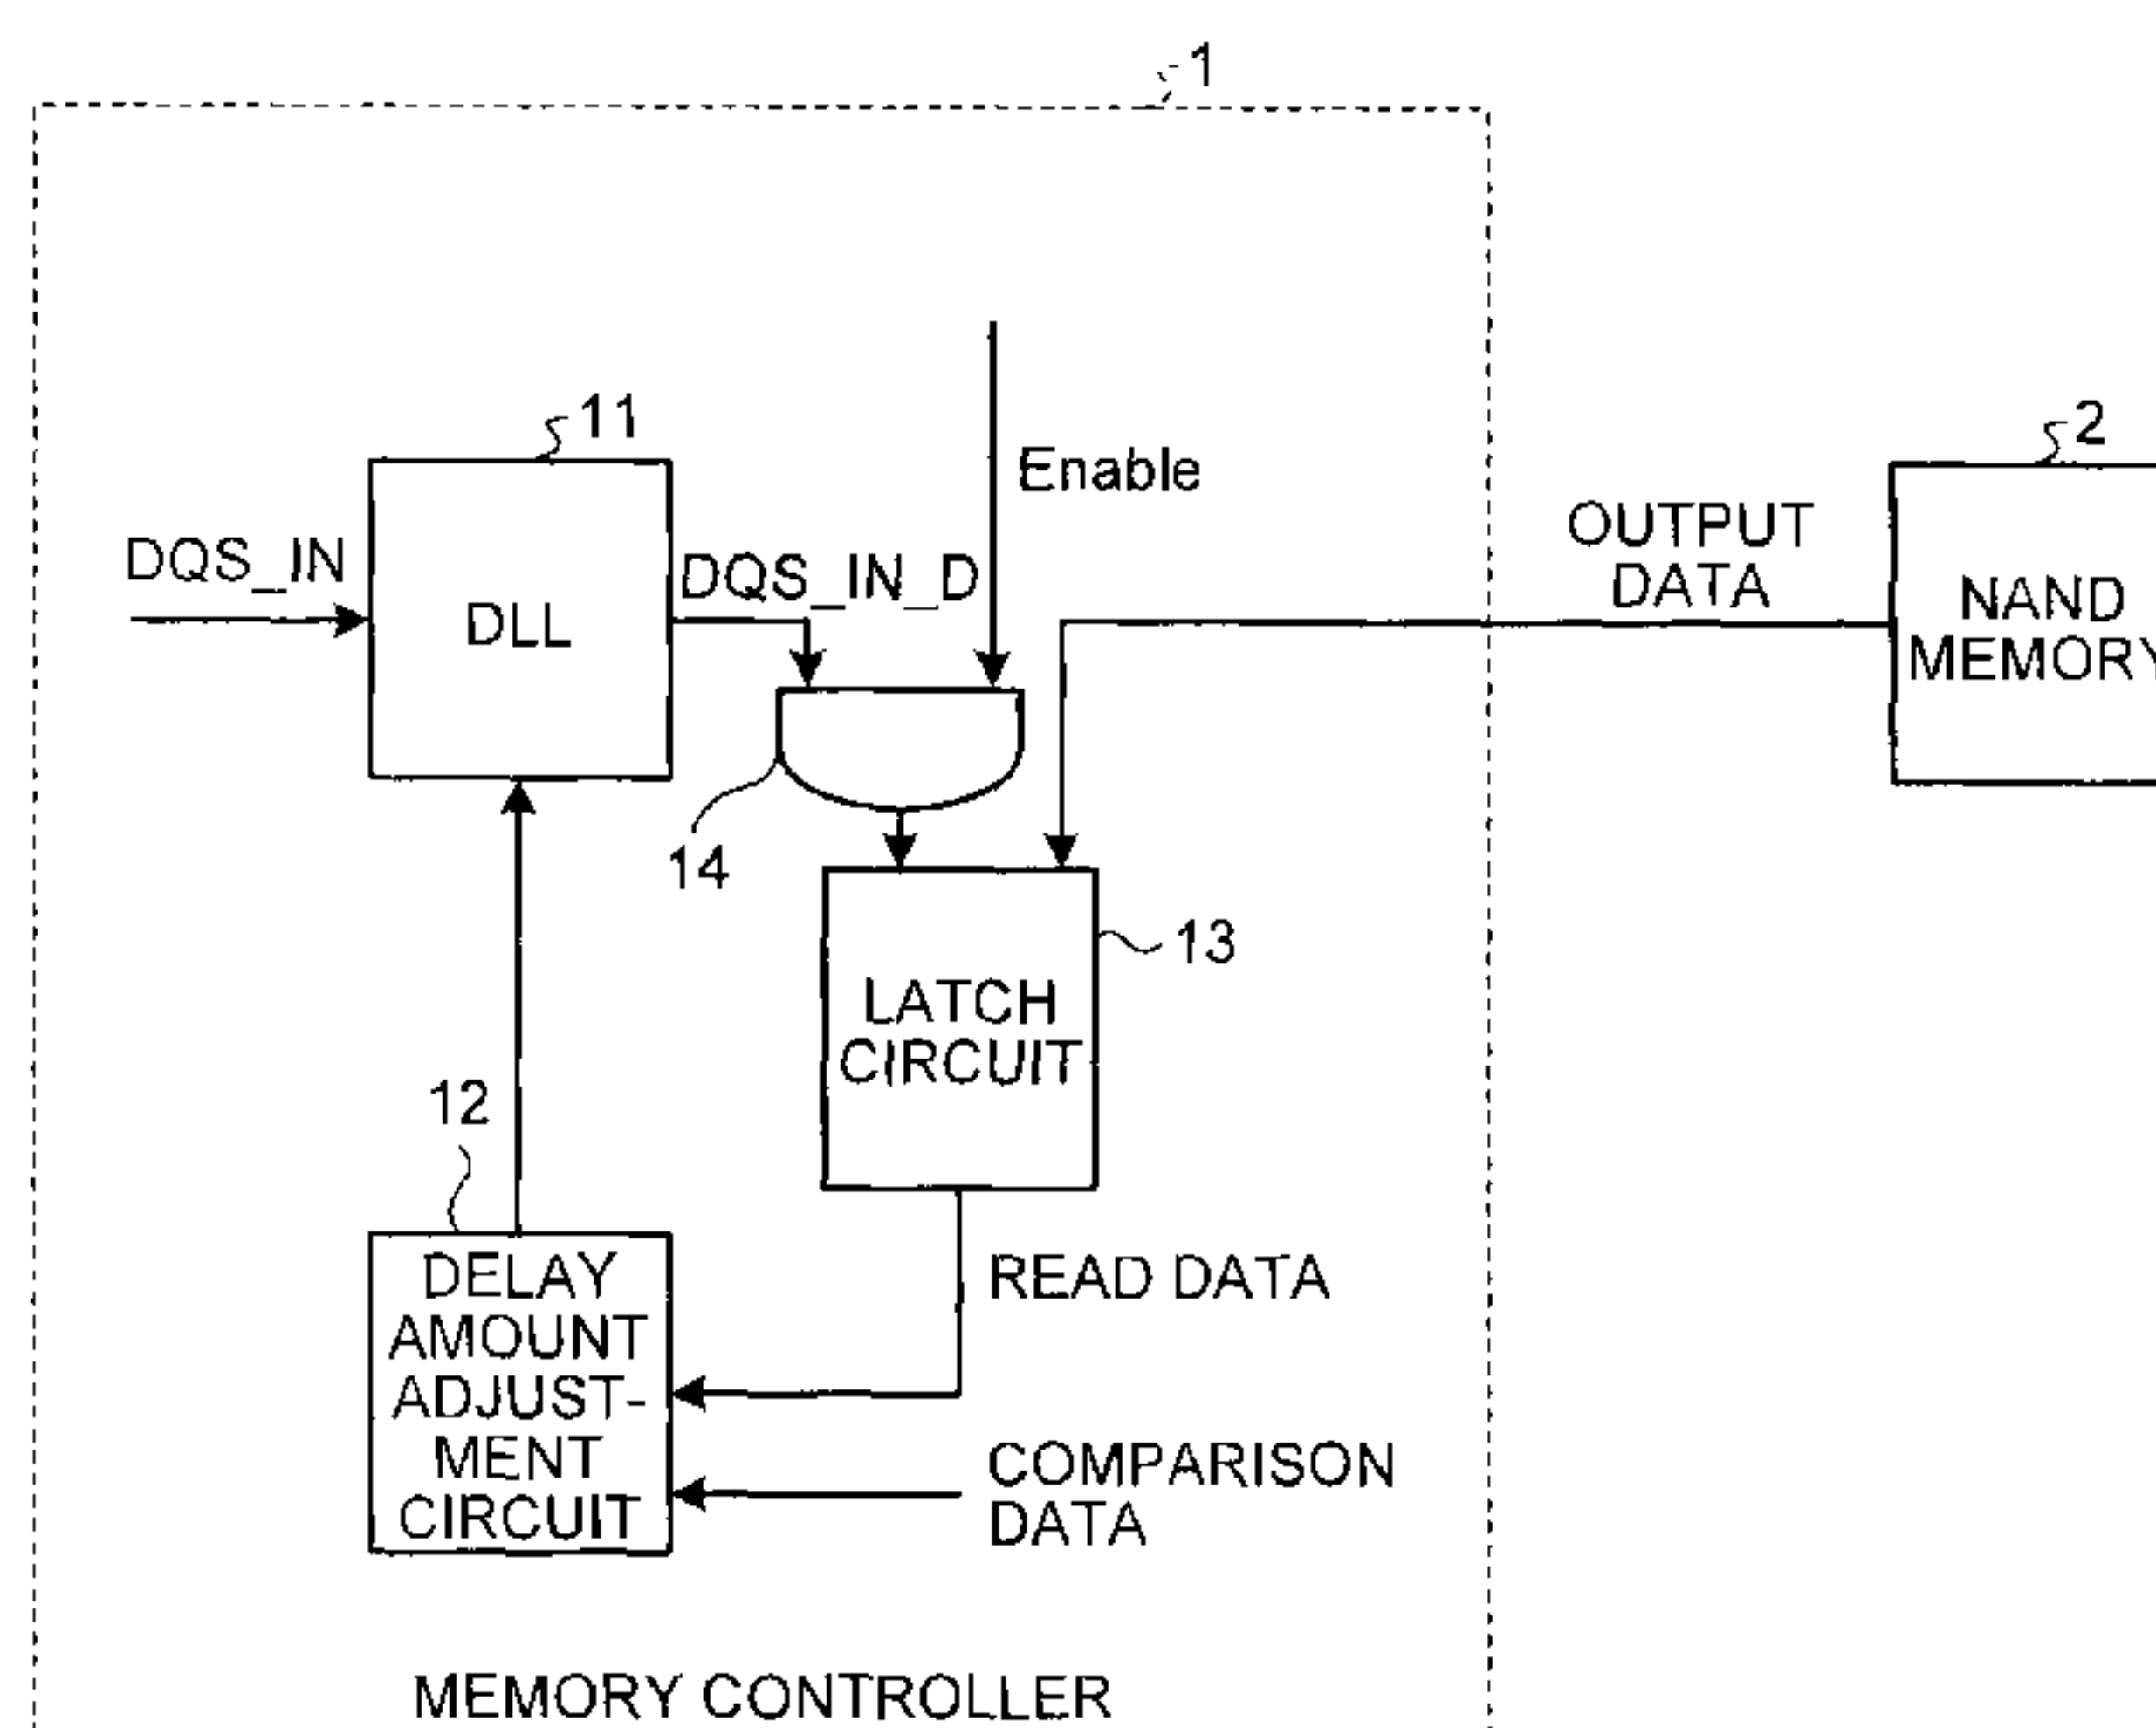 1
11
Enable
2
DQS_IN
DLL
DQS_IN_D
OUTPUT
DATA
NAND
MEMORY
14
13
LATCH
CIRCUIT
12
DELAY
AMOUNT
ADJUST-
MENT
CIRCUIT
READ DATA
COMPARISON
DATA
MEMORY CONTROLLER